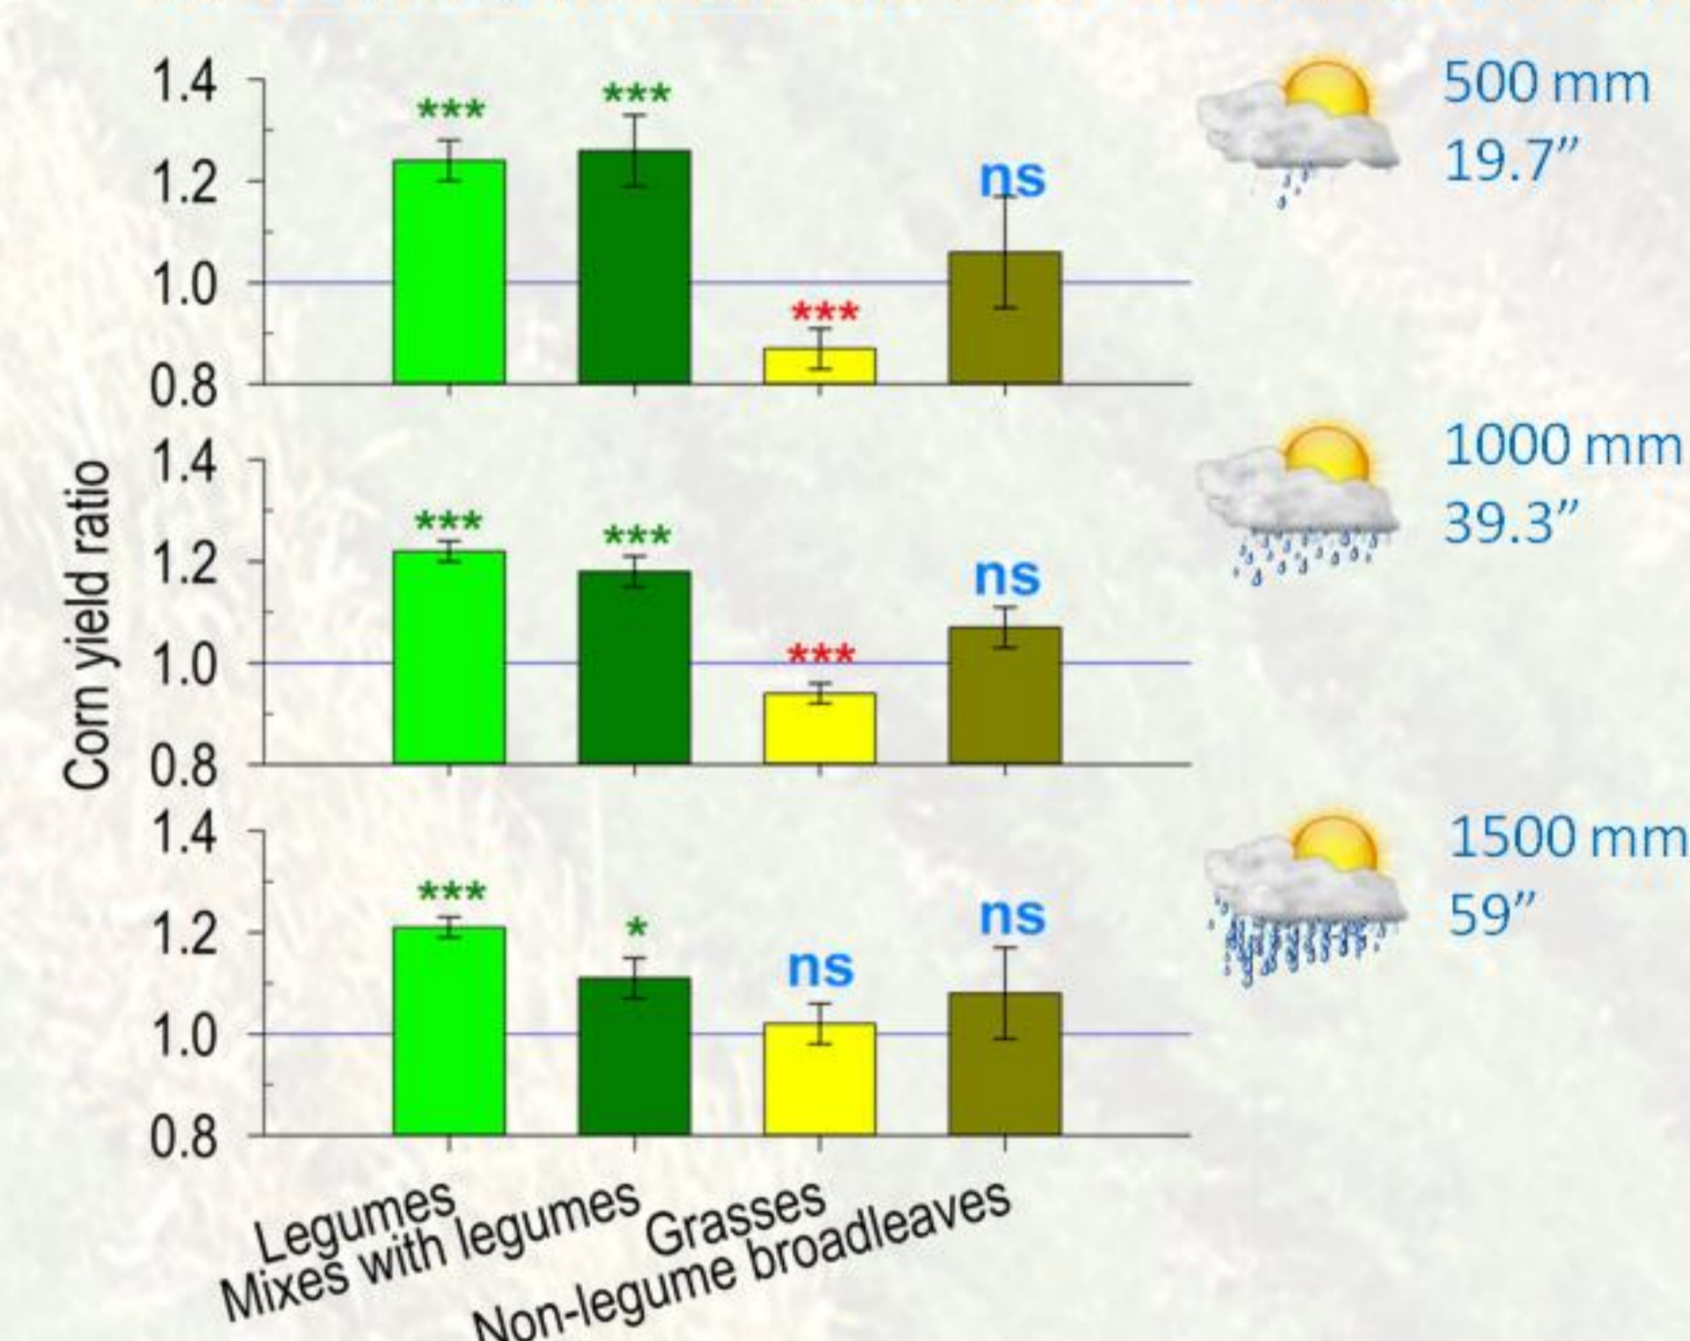 1.4
***
***
500 mm
19.7”
1.2
ns
1.0
***
0.8
1.4
1000 mm
39.3”
***
***
1.2
ns
1.0
***
0.8
Corn yield ratio
1.4
1500 mm
59”
***
*
ns
1.2
ns
1.0
0.8
Legumes
Mixes with legumes
Grasses
Non-legume broadleaves